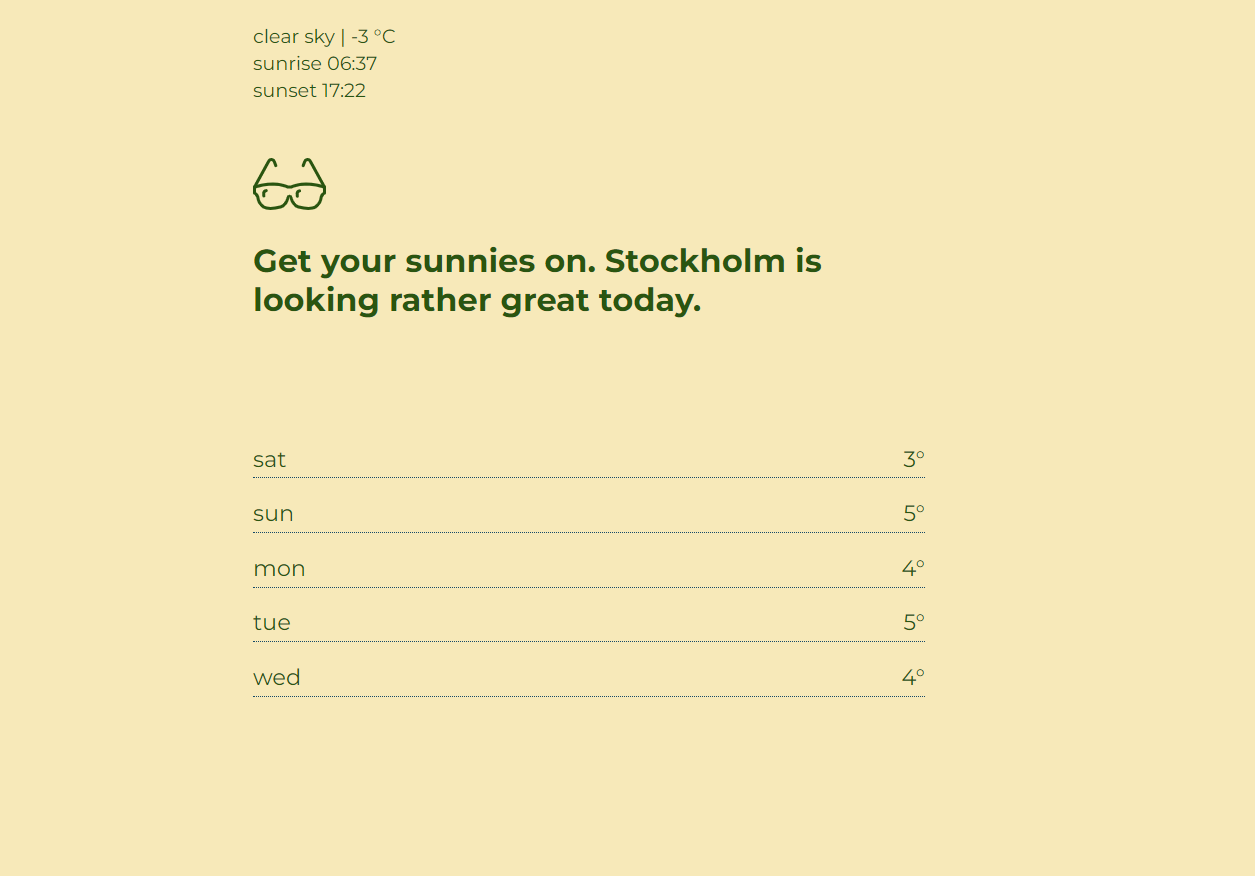 clear sky | -3 °C
sunrise 06:37
sunset 17:22
Get your sunnies on. Stockholm is
looking rather great today.
sat 3°
sun 5°
mon 4°
tue 5°
wed 4°